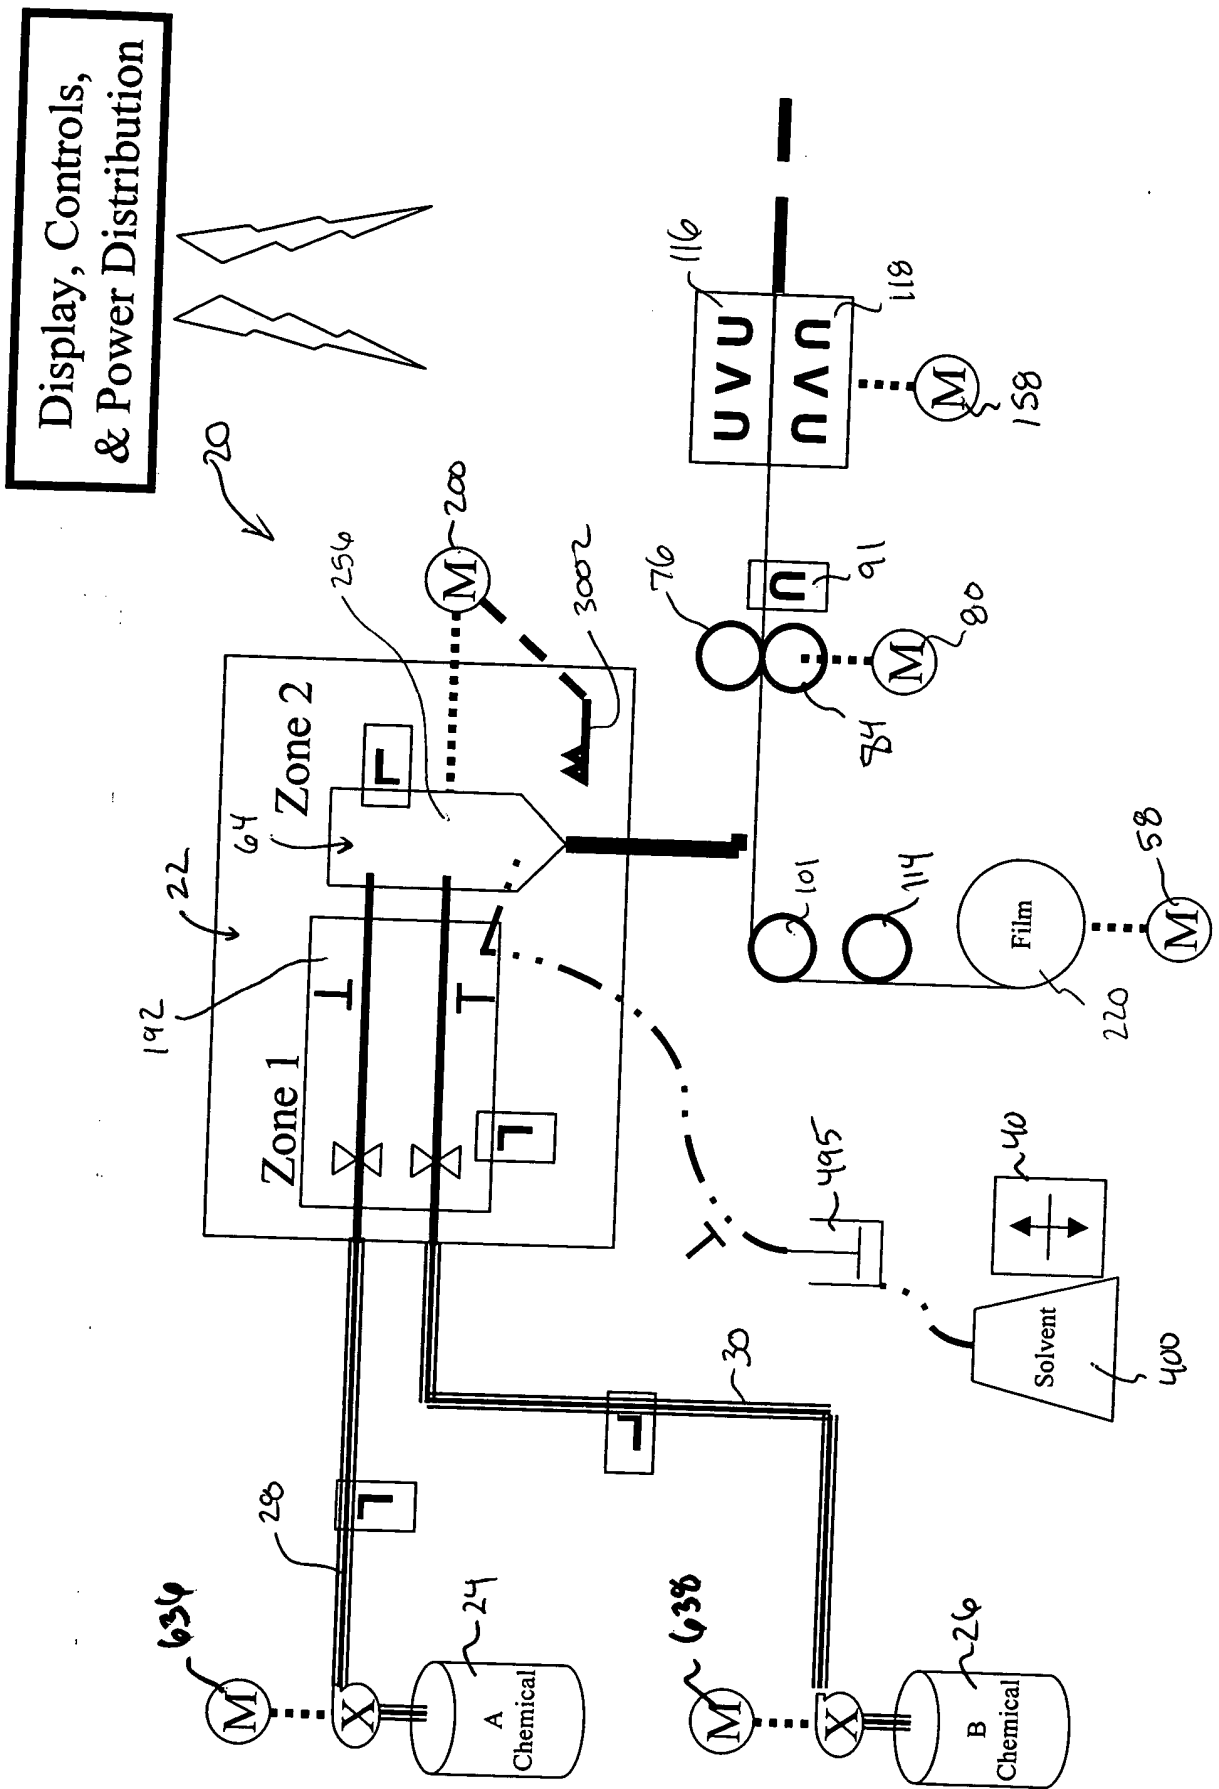 Display, Controls,
& Power Distribution
20
22
192
64
256
Zone 1
Zone 2
M
200
3002
L
L
T
T
76
84
M
80
U
91
116
U V U
U V U
118
M
158
101
114
Film
220
M
58
T
495
40
Solvent
400
28
30
L
L
634
M
X
A
Chemical
24
638
M
X
B
Chemical
26